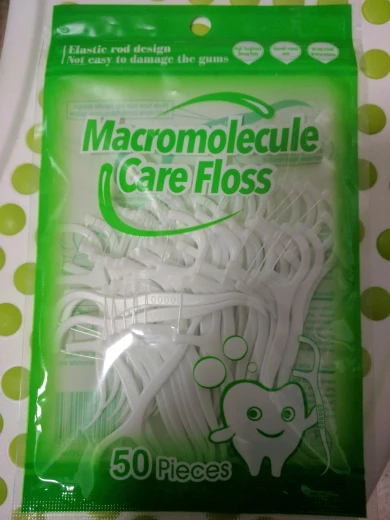 Elastic rod design
Not easy to damage the gums
Macromolecule
Care Floss
50 Pieces